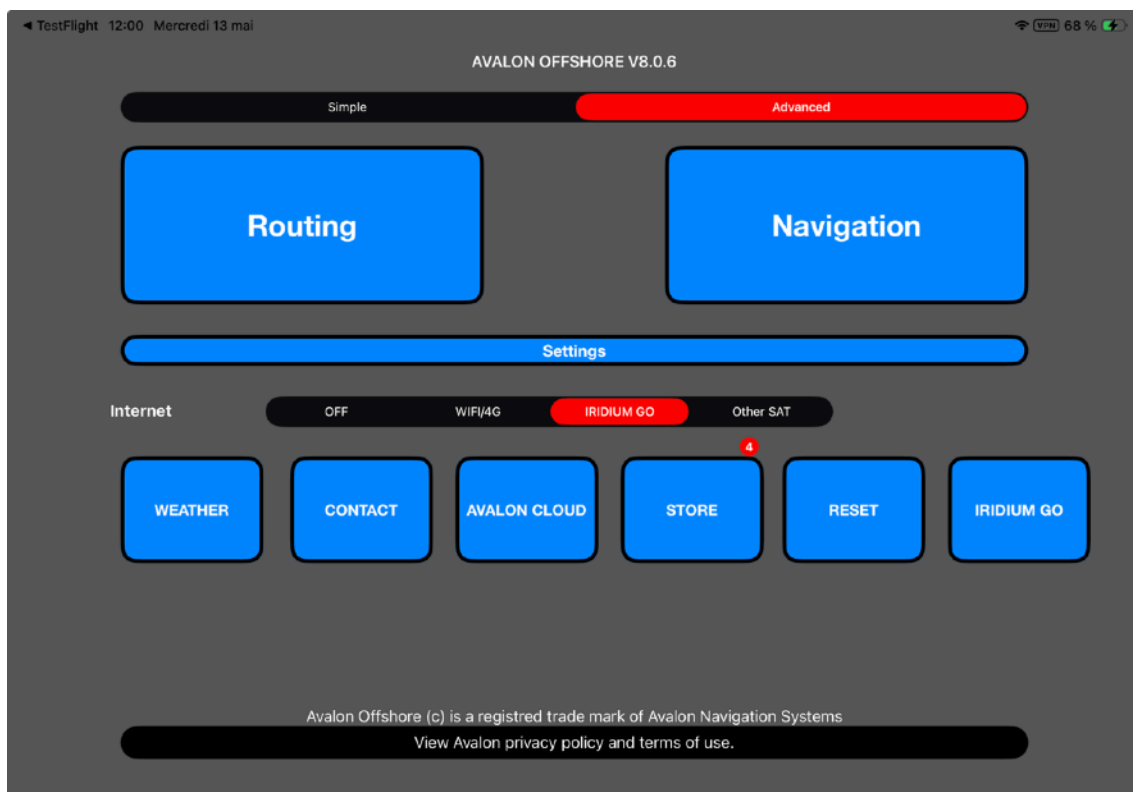 ◀ TestFlight 12:00 Mercredi 13 mai VPN 68 %
AVALON OFFSHORE V8.0.6
Simple Advanced
Routing Navigation
Settings
Internet OFF WIFI/4G IRIDIUM GO Other SAT
4
WEATHER CONTACT AVALON CLOUD STORE RESET IRIDIUM GO
Avalon Offshore (c) is a registred trade mark of Avalon Navigation Systems
View Avalon privacy policy and terms of use.